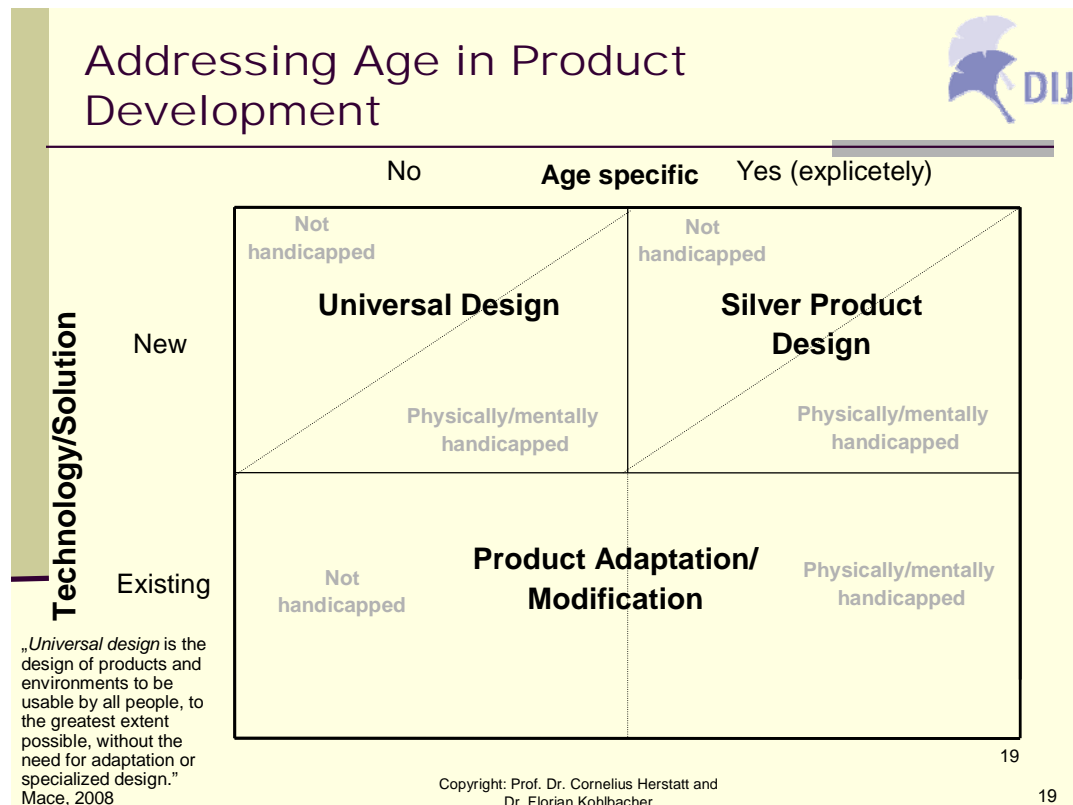 Addressing Age in Product
Development
DIJ
No
Age specific
Yes (explicetely)
Technology/Solution
New
Existing
Not
handicapped
Universal Design
Physically/mentally
handicapped
Not
handicapped
Silver Product
Design
Physically/mentally
handicapped
Not
handicapped
Product Adaptation/
Modification
Physically/mentally
handicapped
„Universal design is the
design of products and
environments to be
usable by all people, to
the greatest extent
possible, without the
need for adaptation or
specialized design.”
Mace, 2008
Copyright: Prof. Dr. Cornelius Herstatt and
Dr. Florian Kohlbacher
19
19